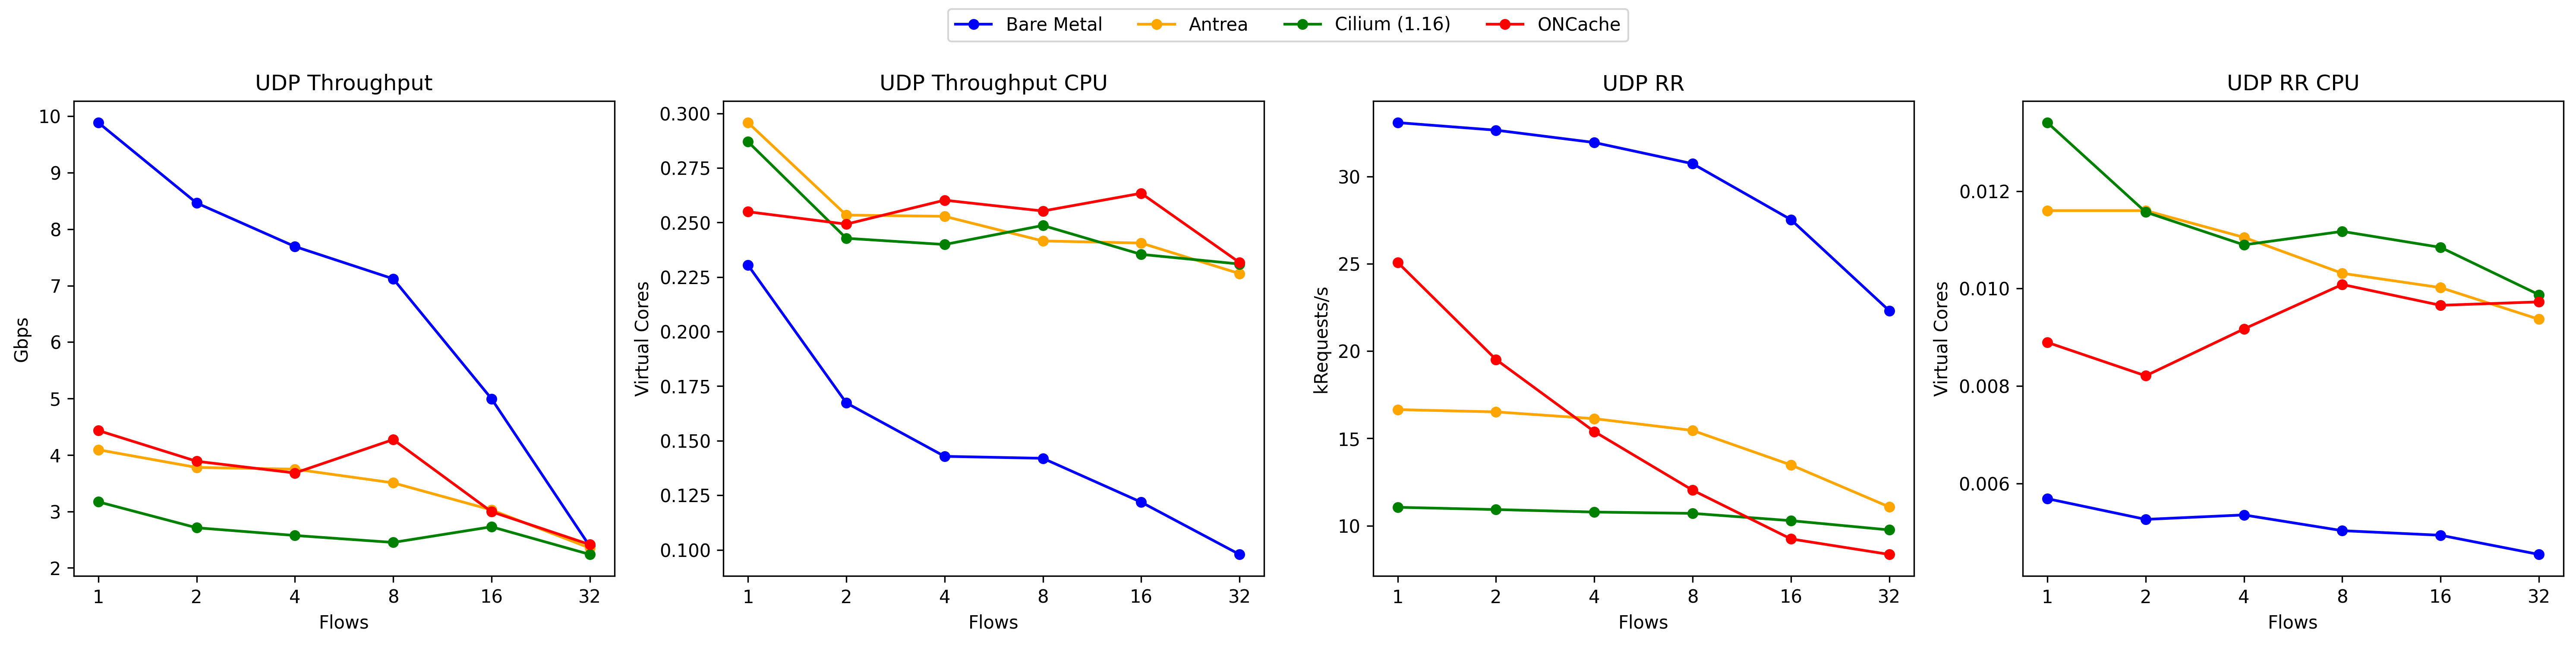 Bare Metal Antrea Cilium (1.16) ONCache
UDP Throughput
10
9
8
7
6
5
4
3
2
Gbps
1 2 4 8 16 32
Flows
UDP Throughput CPU
0.300
0.275
0.250
0.225
0.200
0.175
0.150
0.125
0.100
Virtual Cores
1 2 4 8 16 32
Flows
UDP RR
30
25
20
15
10
kRequests/s
1 2 4 8 16 32
Flows
UDP RR CPU
0.012
0.010
0.008
0.006
Virtual Cores
1 2 4 8 16 32
Flows